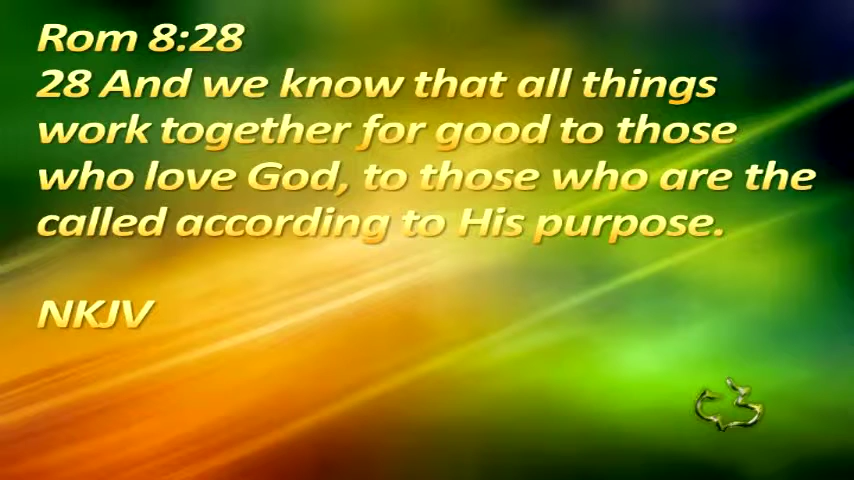 Rom 8:28
28 And we know that all things
work together for good to those
who love God, to those who are the
called according to His purpose.
NKJV